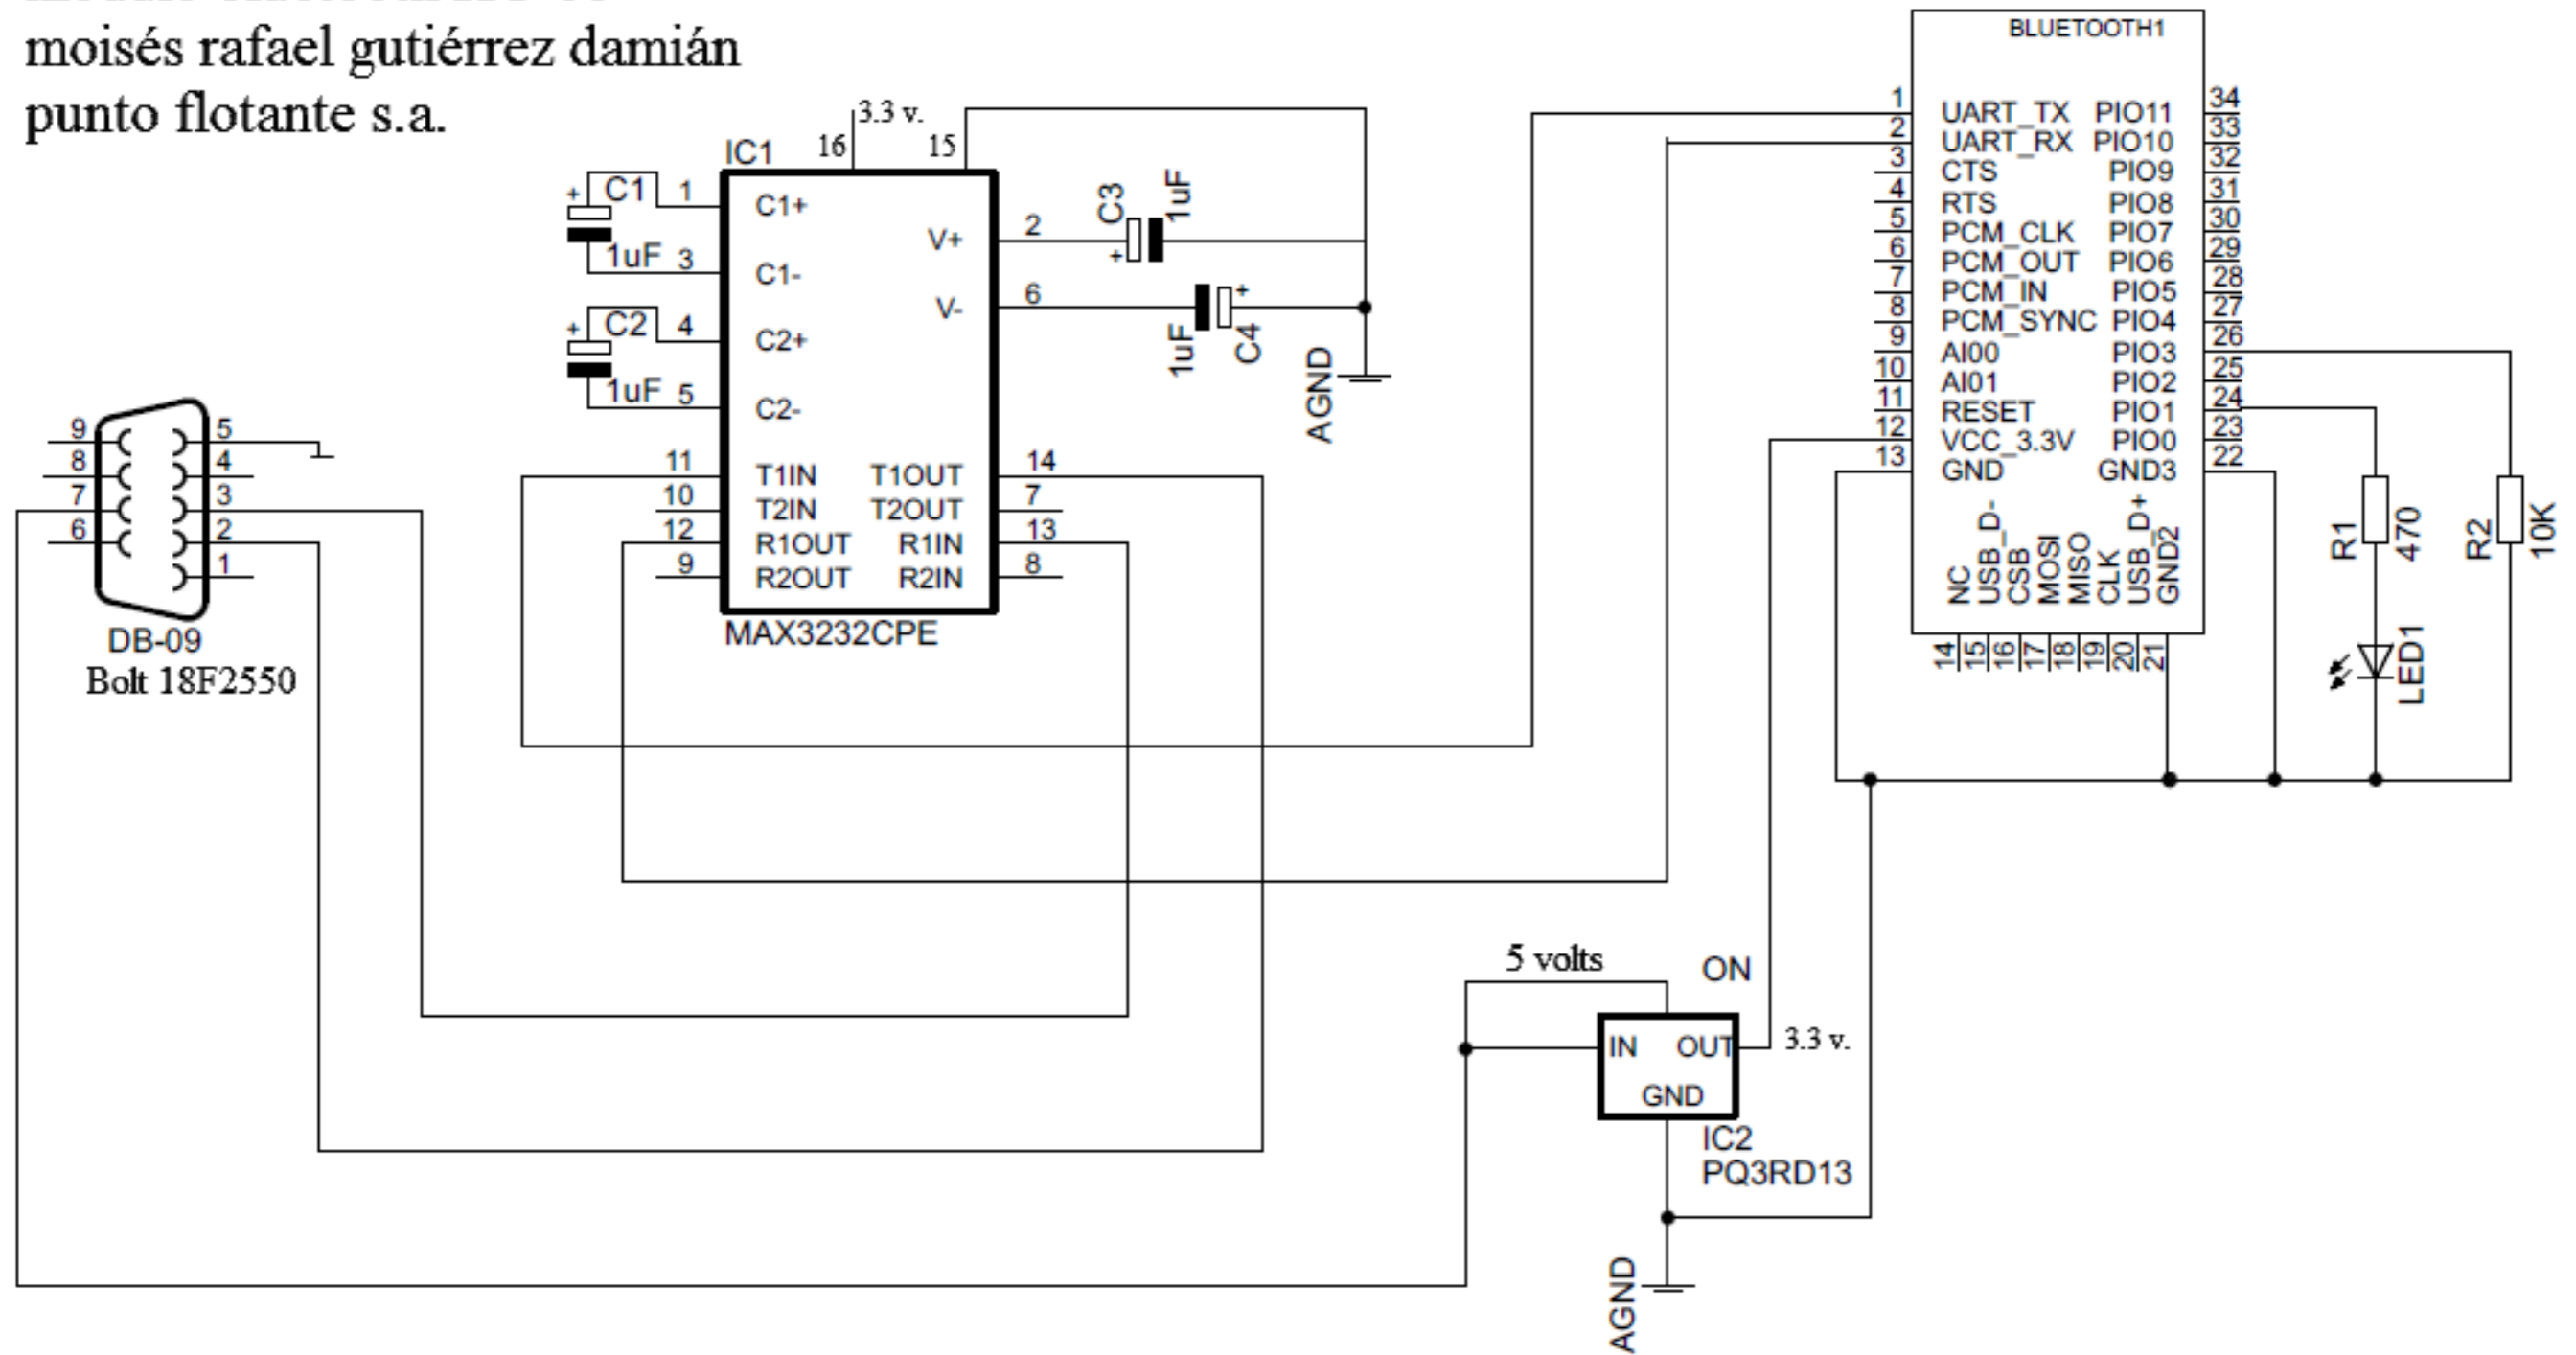 moisés rafael gutiérrez damián
punto flotante s.a.
3.3 v.
16
15
IC1
C1
1
1uF
3
C2
4
1uF
5
C1+
C1-
C2+
C2-
V+
V-
2
C3
1uF
6
1uF
C4
AGND
11
T1IN
T1OUT
14
10
T2IN
T2OUT
7
12
R1OUT
R1IN
13
9
R2OUT
R2IN
8
MAX3232CPE
9
5
8
4
7
3
6
2
1
DB-09
Bolt 18F2550
BLUETOOTH1
1
UART_TX
PIO11
34
2
UART_RX
PIO10
33
3
CTS
PIO9
32
4
RTS
PIO8
31
5
PCM_CLK
PIO7
30
6
PCM_OUT
PIO6
29
7
PCM_IN
PIO5
28
8
PCM_SYNC
PIO4
27
9
AI00
PIO3
26
10
AI01
PIO2
25
11
RESET
PIO1
24
12
VCC_3.3V
PIO0
23
13
GND
GND3
22
NC
USB_D-
CSB
MOSI
MISO
CLK
USB_D+
GND2
14
15
16
17
18
19
20
21
R1
470
R2
10K
LED1
5 volts
ON
IN
OUT
GND
3.3 v.
IC2
PQ3RD13
AGND